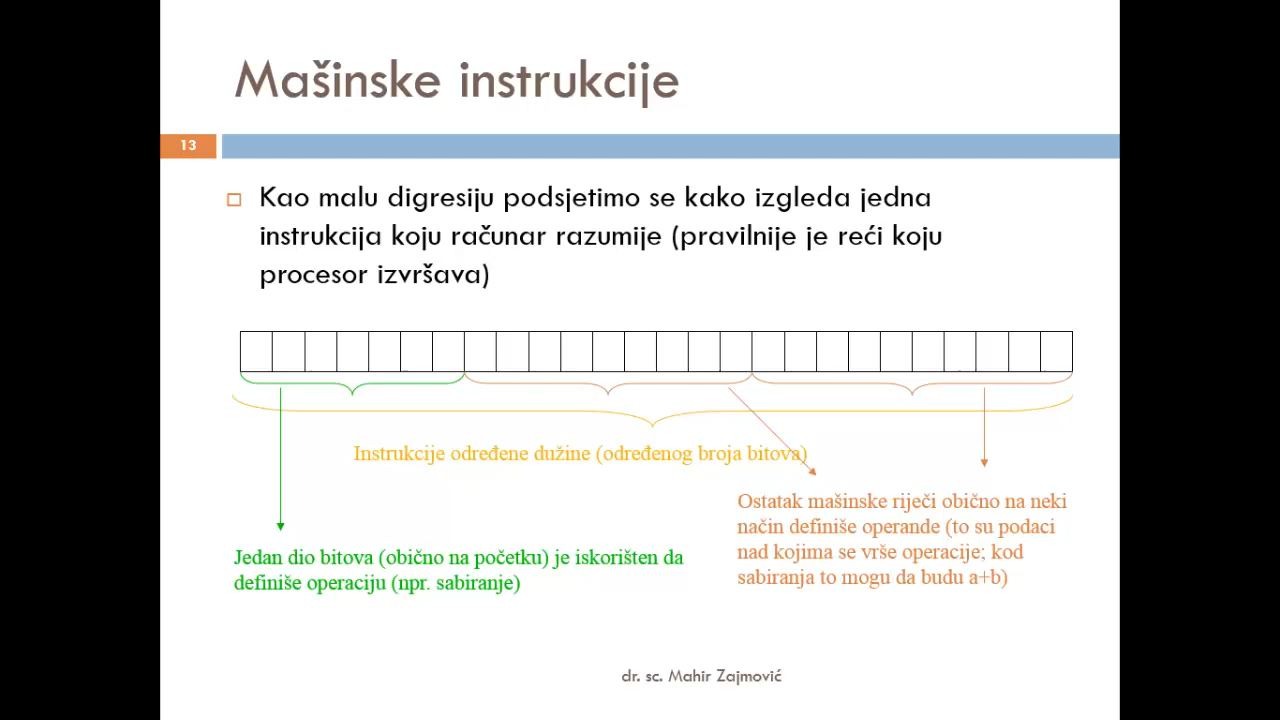 Mašinske instrukcije
13
Kao malu digresiju podsjetimo se kako izgleda jedna
instrukcija koju računar razumije (pravilnije je reći koju
procesor izvršava)
Instrukcije određene dužine (određenog broja bitova)
Ostatak mašinske riječi obično na neki
način definiše operande (to su podaci
nad kojima se vrše operacije; kod
sabiranja to mogu da budu a+b)
Jedan dio bitova (obično na početku) je iskorišten da
definiše operaciju (npr. sabiranje)
dr. sc. Mahir Zajmović